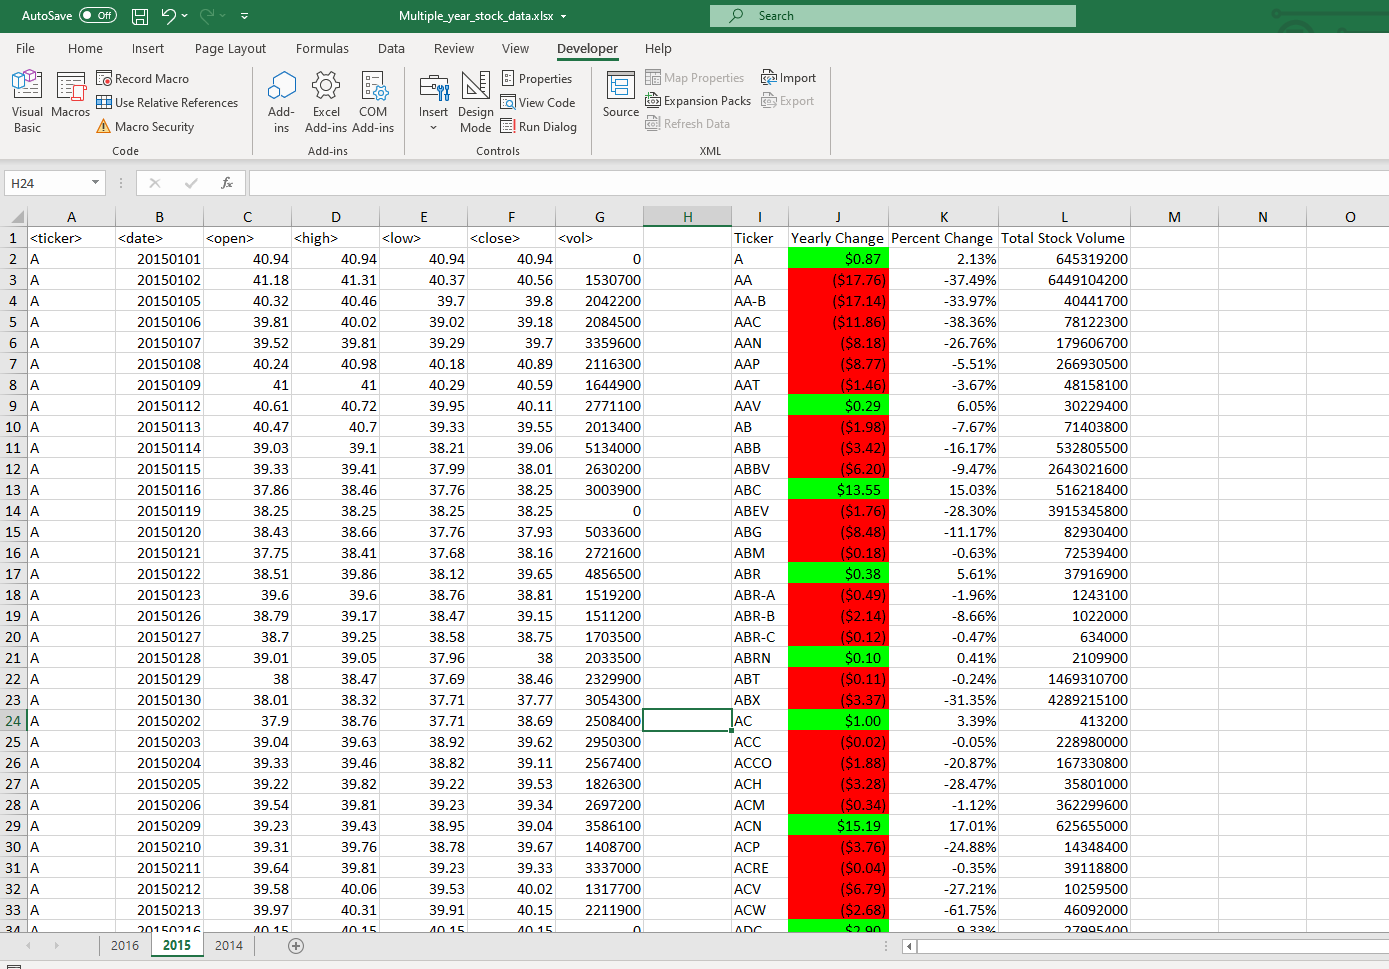 AutoSave Off Multiple_year_stock_data.xlsx Search
File Home Insert Page Layout Formulas Data Review View Developer Help
Visual Basic Macros Record Macro Use Relative References Macro Security Code
Add-ins Excel Add-ins COM Add-ins Add-ins
Insert Design Mode Properties View Code Run Dialog Controls
Source Map Properties Expansion Packs Refresh Data Import Export XML
H24 fx
A B C D E F G H I J K L M N O
1 <ticker> <date> <open> <high> <low> <close> <vol> Ticker Yearly Change Percent Change Total Stock Volume
2 A 20150101 40.94 40.94 40.94 40.94 0 A $0.87 2.13% 645319200
3 A 20150102 41.18 41.31 40.37 40.56 1530700 AA ($17.76) -37.49% 6449104200
4 A 20150105 40.32 40.46 39.7 39.8 2042200 AA-B ($17.14) -33.97% 40441700
5 A 20150106 39.81 40.02 39.02 39.18 2084500 AAC ($11.86) -38.36% 78122300
6 A 20150107 39.52 39.81 39.29 39.7 3359600 AAN ($8.18) -26.76% 179606700
7 A 20150108 40.24 40.98 40.18 40.89 2116300 AAP ($8.77) -5.51% 266930500
8 A 20150109 41 41 40.29 40.59 1644900 AAT ($1.46) -3.67% 48158100
9 A 20150112 40.61 40.72 39.95 40.11 2771100 AAV $0.29 6.05% 30229400
10 A 20150113 40.47 40.7 39.33 39.55 2013400 AB ($1.98) -7.67% 71403800
11 A 20150114 39.03 39.1 38.21 39.06 5134000 ABB ($3.42) -16.17% 532805500
12 A 20150115 39.33 39.41 37.99 38.01 2630200 ABBV ($6.20) -9.47% 2643021600
13 A 20150116 37.86 38.46 37.76 38.25 3003900 ABC $13.55 15.03% 516218400
14 A 20150119 38.25 38.25 38.25 38.25 0 ABEV ($1.76) -28.30% 3915345800
15 A 20150120 38.43 38.66 37.76 37.93 5033600 ABG ($8.48) -11.17% 82930400
16 A 20150121 37.75 38.41 37.68 38.16 2721600 ABM ($0.18) -0.63% 72539400
17 A 20150122 38.51 39.86 38.12 39.65 4856500 ABR $0.38 5.61% 37916900
18 A 20150123 39.6 39.6 38.76 38.81 1519200 ABR-A ($0.49) -1.96% 1243100
19 A 20150126 38.79 39.17 38.47 39.15 1511200 ABR-B ($2.14) -8.66% 1022000
20 A 20150127 38.7 39.25 38.58 38.75 1703500 ABR-C ($0.12) -0.47% 634000
21 A 20150128 39.01 39.05 37.96 38 2033500 ABRN $0.10 0.41% 2109900
22 A 20150129 38 38.47 37.69 38.46 2329900 ABT ($0.11) -0.24% 1469310700
23 A 20150130 38.01 38.32 37.71 37.77 3054300 ABX ($3.37) -31.35% 4289215100
24 A 20150202 37.9 38.76 37.71 38.69 2508400 AC $1.00 3.39% 413200
25 A 20150203 39.04 39.63 38.92 39.62 2950300 ACC ($0.02) -0.05% 228980000
26 A 20150204 39.33 39.46 38.82 39.11 2567400 ACCO ($1.88) -20.87% 167330800
27 A 20150205 39.22 39.82 39.22 39.53 1826300 ACH ($3.28) -28.47% 35801000
28 A 20150206 39.54 39.81 39.23 39.34 2697200 ACM ($0.34) -1.12% 362299600
29 A 20150209 39.23 39.43 38.95 39.04 3586100 ACN $15.19 17.01% 625655000
30 A 20150210 39.31 39.76 38.78 39.67 1408700 ACP ($3.76) -24.88% 14348400
31 A 20150211 39.64 39.81 39.23 39.33 3337000 ACRE ($0.04) -0.35% 39118800
32 A 20150212 39.58 40.06 39.53 40.02 1317700 ACV ($6.79) -27.21% 10259500
33 A 20150213 39.97 40.31 39.91 40.15 2211900 ACW ($2.68) -61.75% 46092000
34 A 20150216 40.15 40.15 40.15 40.15 0 ADC $2.90 9.33% 27995400
2016 2015 2014